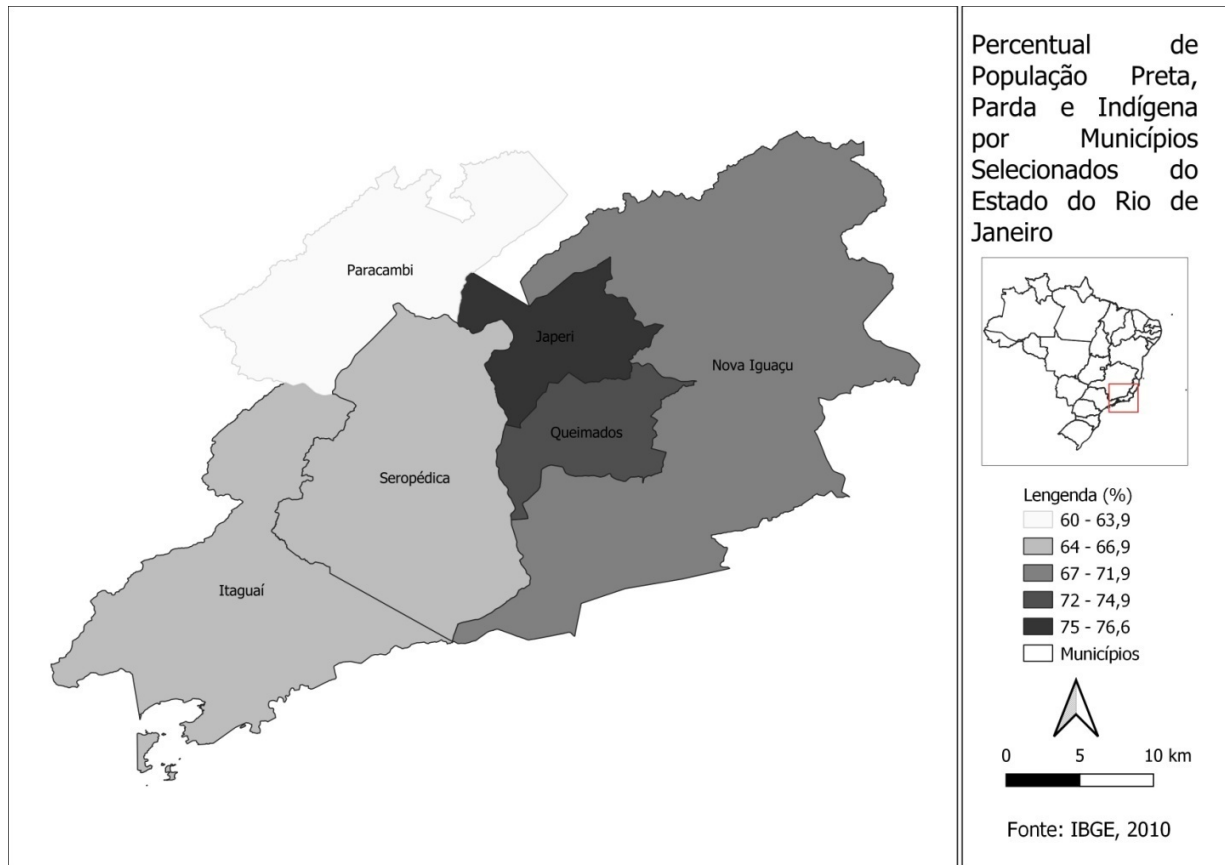 Percentual de
População Preta,
Parda e Indígena
por Municípios
Selecionados do
Estado do Rio de
Janeiro
Paracambi
Japeri
Nova Iguaçu
Queimados
Seropédica
Itaguaí
Lengenda (%)
60 - 63,9
64 - 66,9
67 - 71,9
72 - 74,9
75 - 76,6
Municípios
0 5 10 km
Fonte: IBGE, 2010